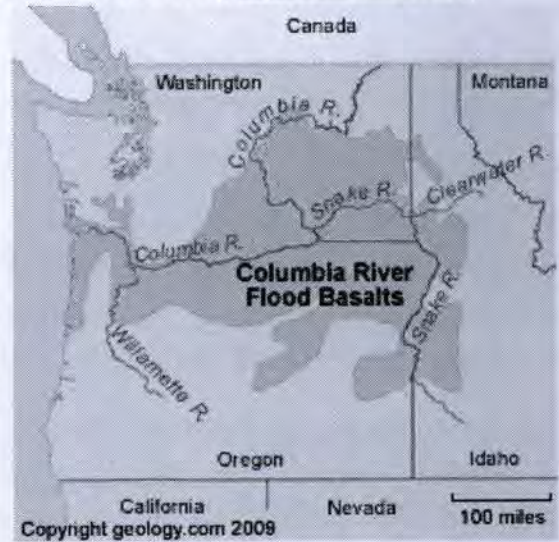 Canada
Washington
Montana
Columbia R.
Snake R.
Clearwater R.
Columbia R.
Columbia River
Flood Basalts
Snake R.
Willamette R.
Oregon
Idaho
California
Nevada
100 miles
Copyright geology.com 2009